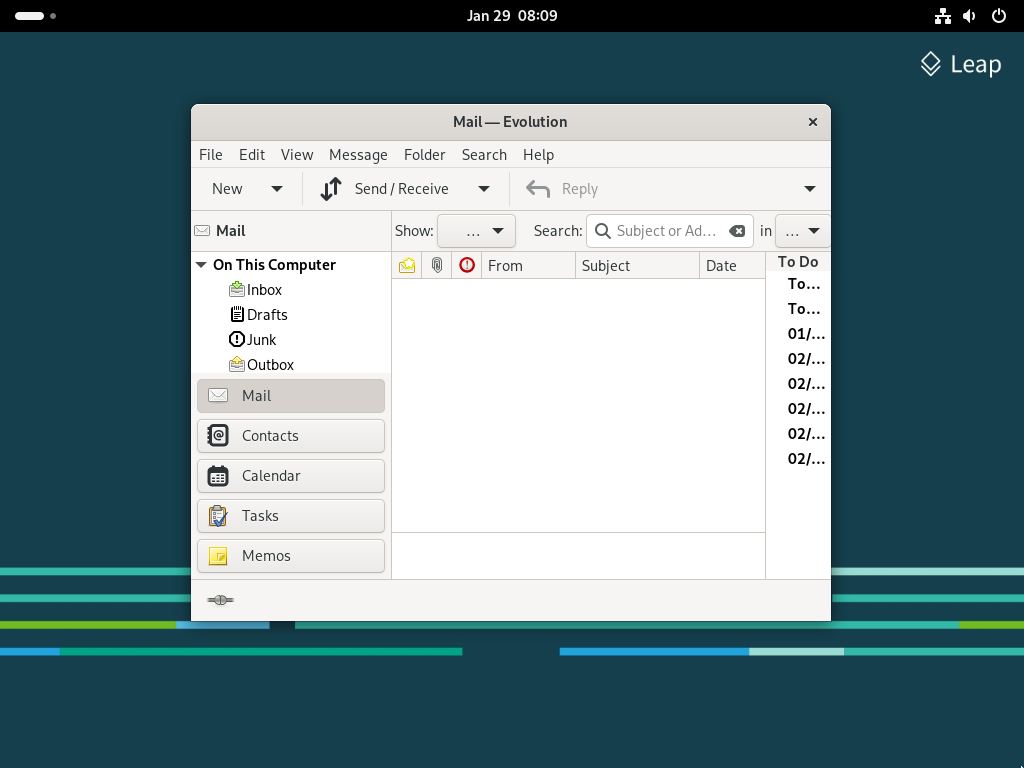 Jan 29 08:09
Leap
Mail — Evolution
File Edit View Message Folder Search Help
New Send / Receive Reply
Mail Show: ... Search: Subject or Ad... in ...
On This Computer
Inbox
Drafts
Junk
Outbox
Mail
Contacts
Calendar
Tasks
Memos
From Subject Date
To Do
To...
To...
01/...
02/...
02/...
02/...
02/...
02/...